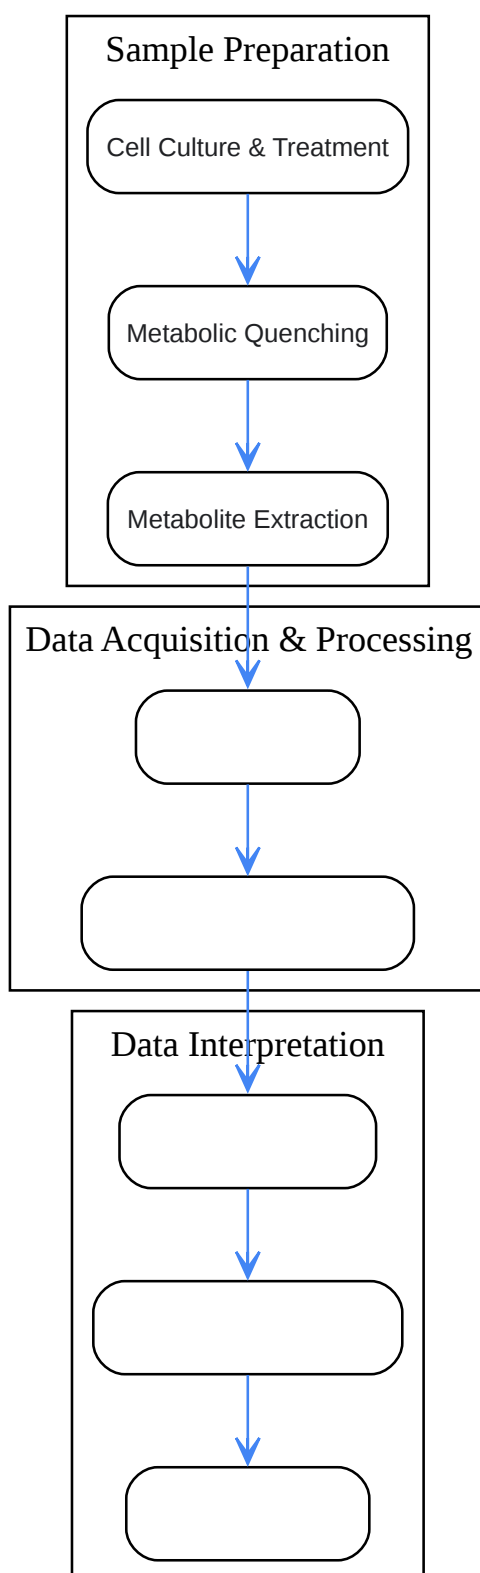 Sample Preparation
Cell Culture & Treatment
Metabolic Quenching
Metabolite Extraction
Data Acquisition & Processing
Data Interpretation